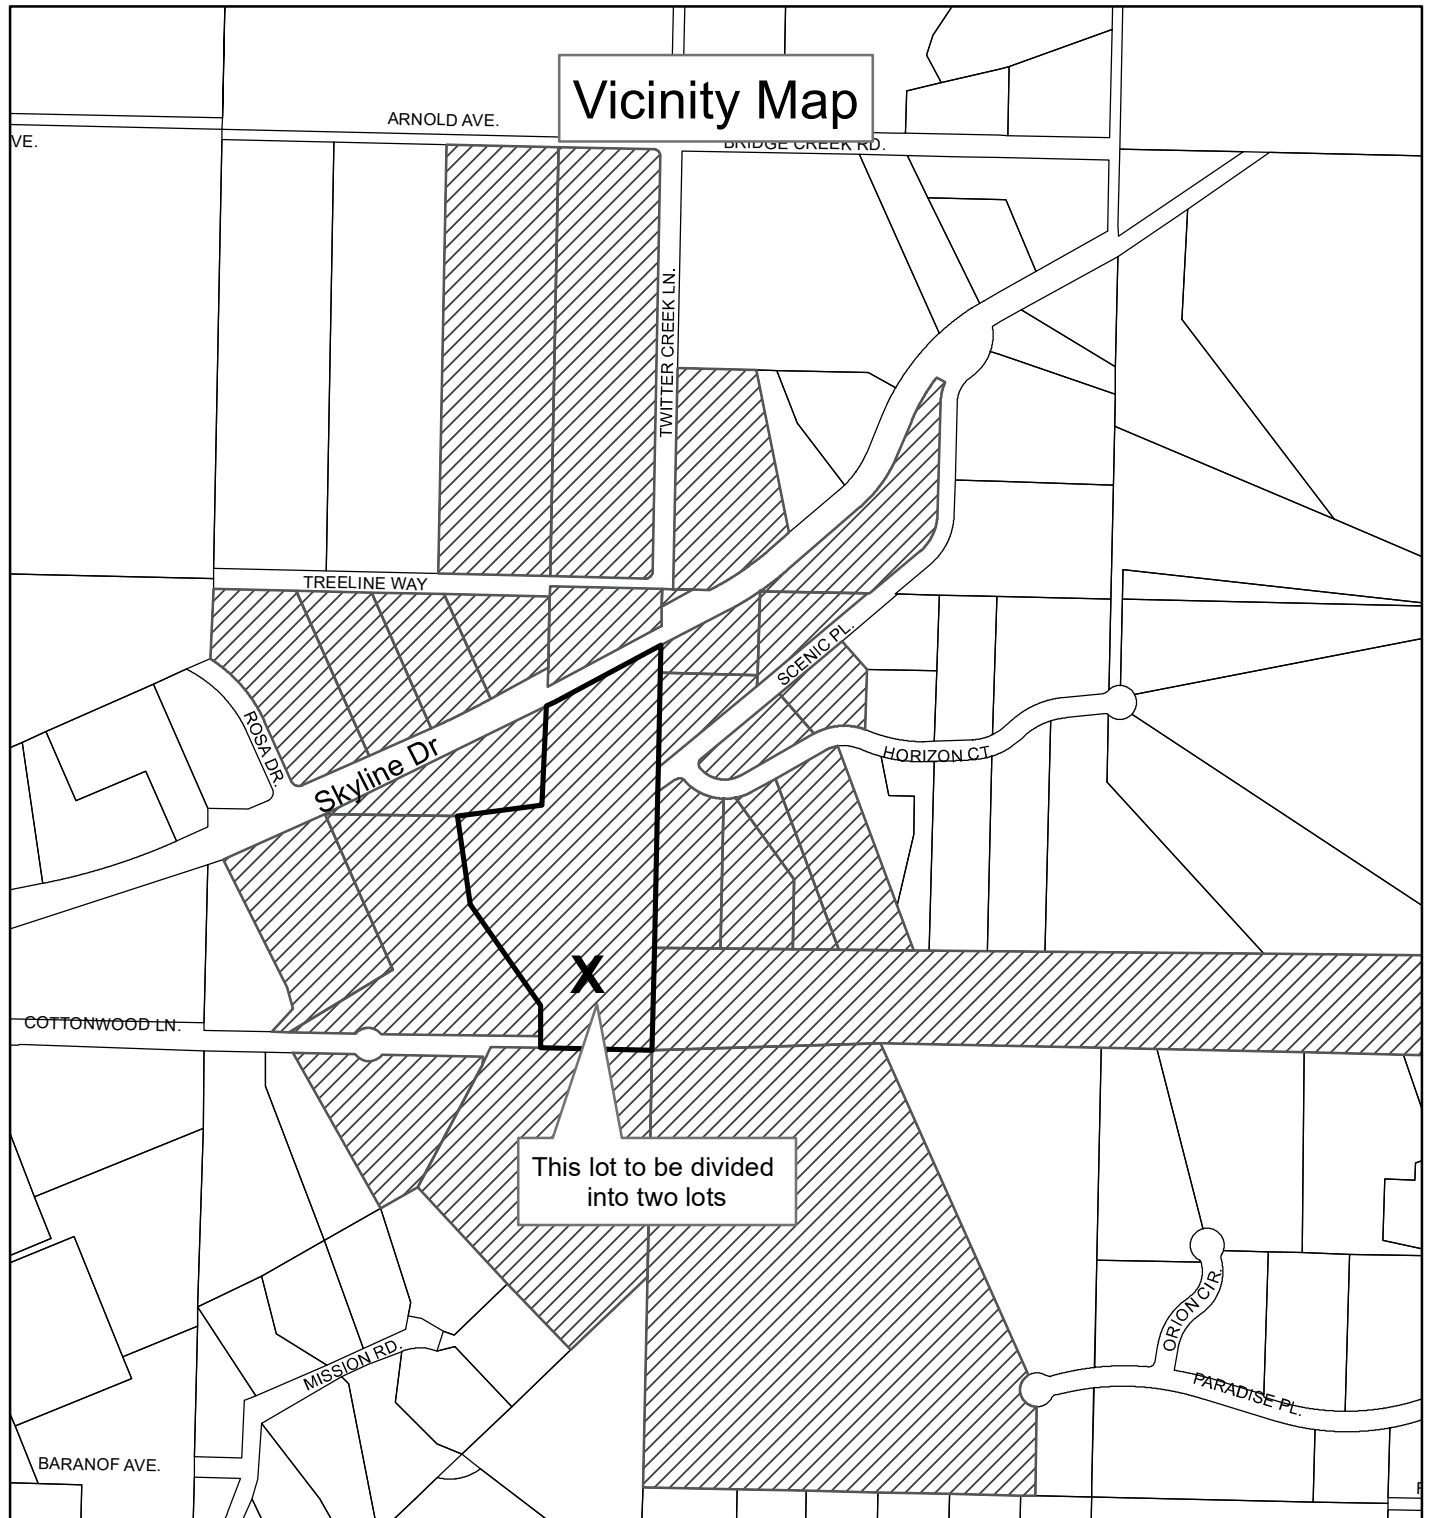 Vicinity Map
ARNOLD AVE.
VE.
BRIDGE CREEK RD.
TWITTER CREEK LN.
TREELINE WAY
SCENIC PL.
ROSA DR.
Skyline Dr
HORIZON CT
X
COTTONWOOD LN.
This lot to be divided
into two lots
ORION CIR.
MISSION RD.
PARADISE PL.
BARANOF AVE.